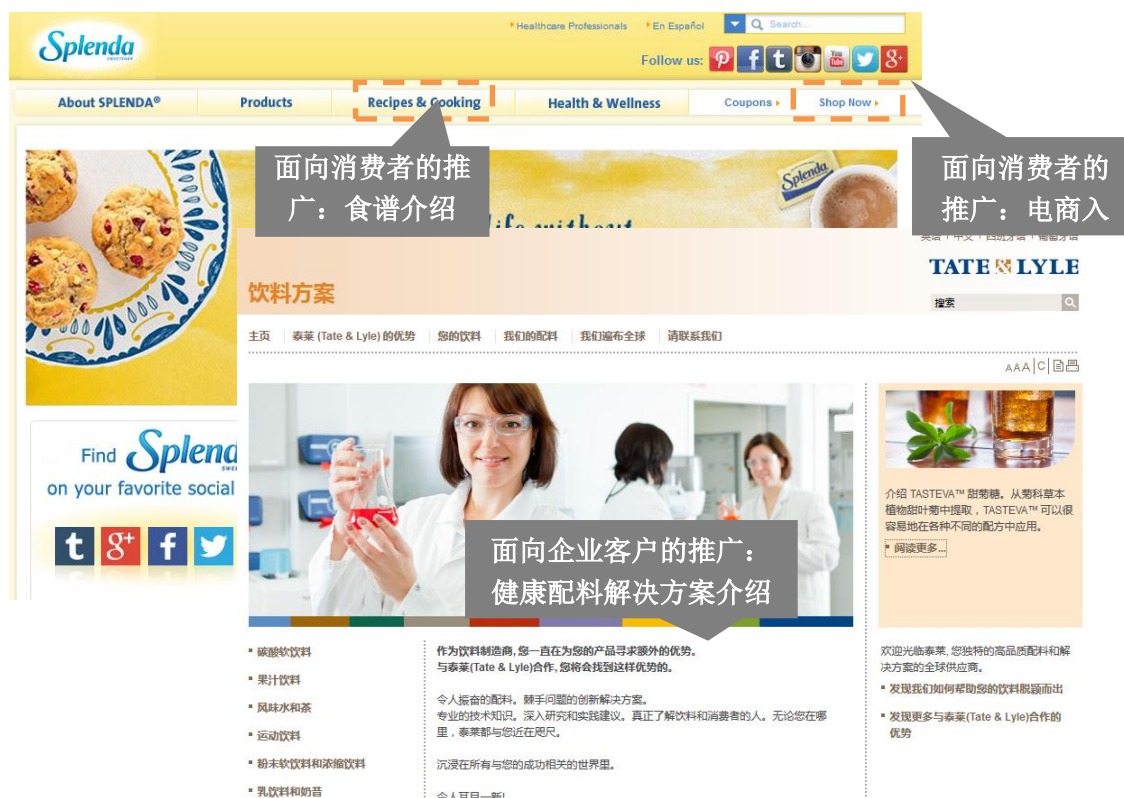 Healthcare Professionals
En Español
Search...
Splenda
SWEETENER
Follow us:
About SPLENDA®
Products
Recipes & Cooking
Health & Wellness
Coupons
Shop Now
面向消费者的推
广：食谱介绍
面向消费者的
推广：电商入
Splenda
life without
TATE & LYLE
饮料方案
搜索
主页
泰莱 (Tate & Lyle) 的优势
您的饮料
我们的配料
我们遍布全球
请联系我们
AAA
C
Find Splenda
on your favorite social
介绍 TASTEVA™ 甜菊糖。从菊科草本
植物甜叶菊中提取，TASTEVA™ 可以很
容易地在各种不同的配方中应用。
阅读更多...
面向企业客户的推广：
健康配料解决方案介绍
碳酸软饮料
果汁饮料
风味水和茶
运动饮料
粉末软饮料和浓缩饮料
乳饮料和奶昔
作为饮料制造商, 您一直在为您的产品寻求额外的优势。
与泰莱(Tate & Lyle)合作, 您将会找到这样优势的。
令人振奋的配料。棘手问题的创新解决方案。
专业的技术知识。深入研究和实践建议。真正了解饮料和消费者的人。无论您在哪
里，泰莱都与您近在咫尺。
沉浸在所有与您的成功相关的世界里。
令人耳目一新!
欢迎光临泰莱, 您独特的高品质配料和解
决方案的全球供应商。
发现我们如何帮助您的饮料脱颖而出
发现更多与泰莱(Tate & Lyle)合作的
优势